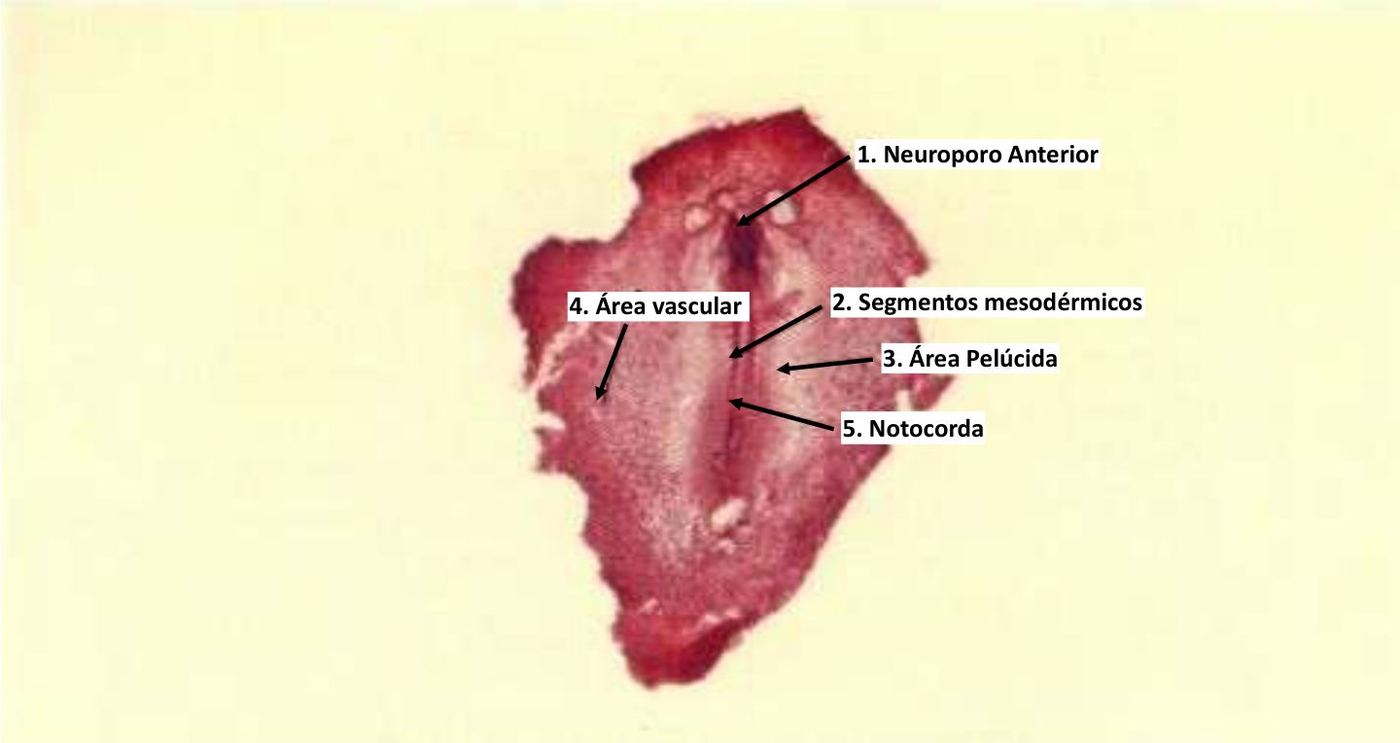 1. Neuroporo Anterior
4. Área vascular
2. Segmentos mesodérmicos
3. Área Pelúcida
5. Notocorda